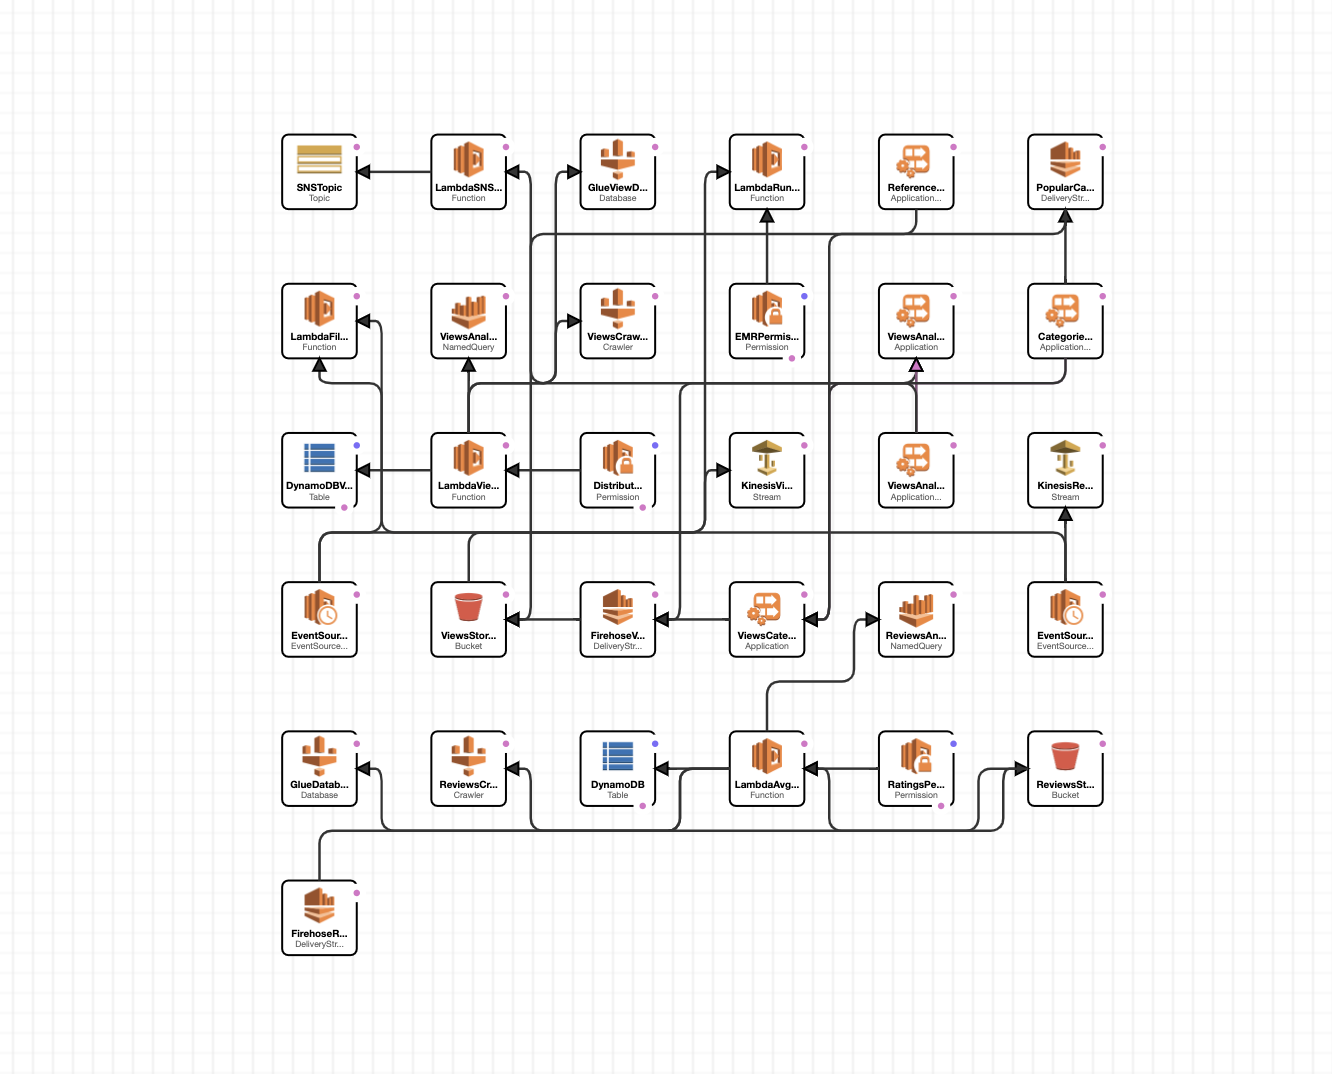 SNSTopic
Topic
LambdaSNS...
Function
GlueViewD...
Database
LambdaRun...
Function
Reference...
Application...
PopularCa...
DeliveryStr...
LambdaFil...
Function
ViewsAnal...
NamedQuery
ViewsCraw...
Crawler
EMRPermis...
Permission
ViewsAnal...
Application
Categorie...
Application...
DynamoDBV...
Table
LambdaVie...
Function
Distribut...
Permission
KinesisVi...
Stream
ViewsAnal...
Application...
KinesisRe...
Stream
EventSour...
EventSource...
ViewsStor...
Bucket
FirehoseV...
DeliveryStr...
ViewsCate...
Application
ReviewsAn...
NamedQuery
EventSour...
EventSource...
GlueDatab...
Database
ReviewsCr...
Crawler
DynamoDB
Table
LambdaAvg...
Function
RatingsPe...
Permission
ReviewsSt...
Bucket
FirehoseR...
DeliveryStr...